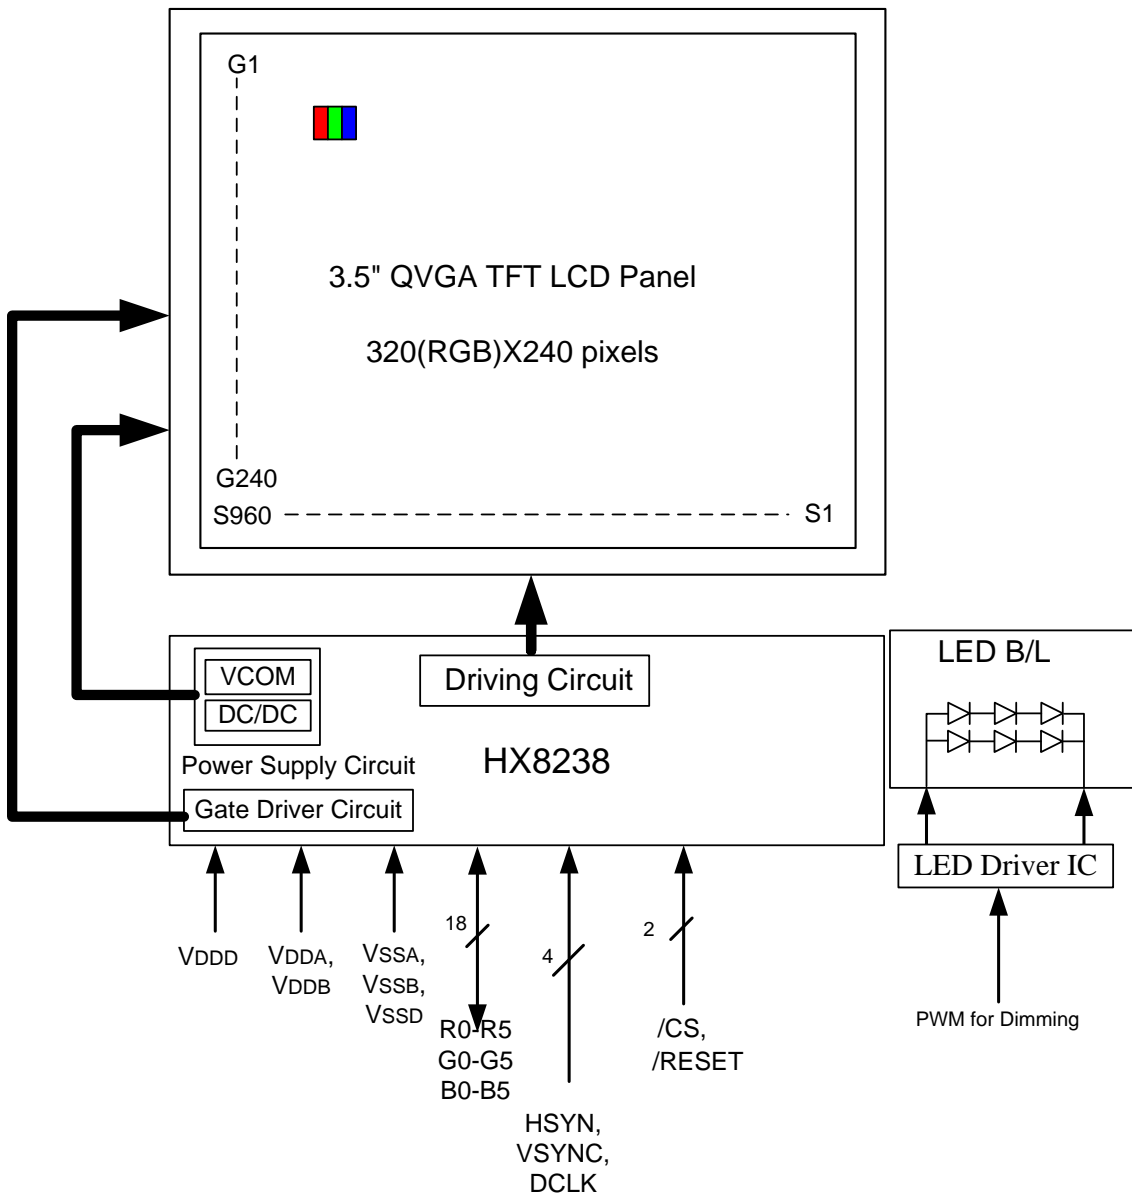 G1
3.5" QVGA TFT LCD Panel
320(RGB)X240 pixels
G240
S960
S1
VCOM
DC/DC
Driving Circuit
Power Supply Circuit
HX8238
Gate Driver Circuit
LED B/L
LED Driver IC
PWM for Dimming
VDDD
VDDA,
VDDB
VSSA,
VSSB,
VSSD
18
R0-R5
G0-G5
B0-B5
4
HSYN,
VSYNC,
DCLK
2
/CS,
/RESET